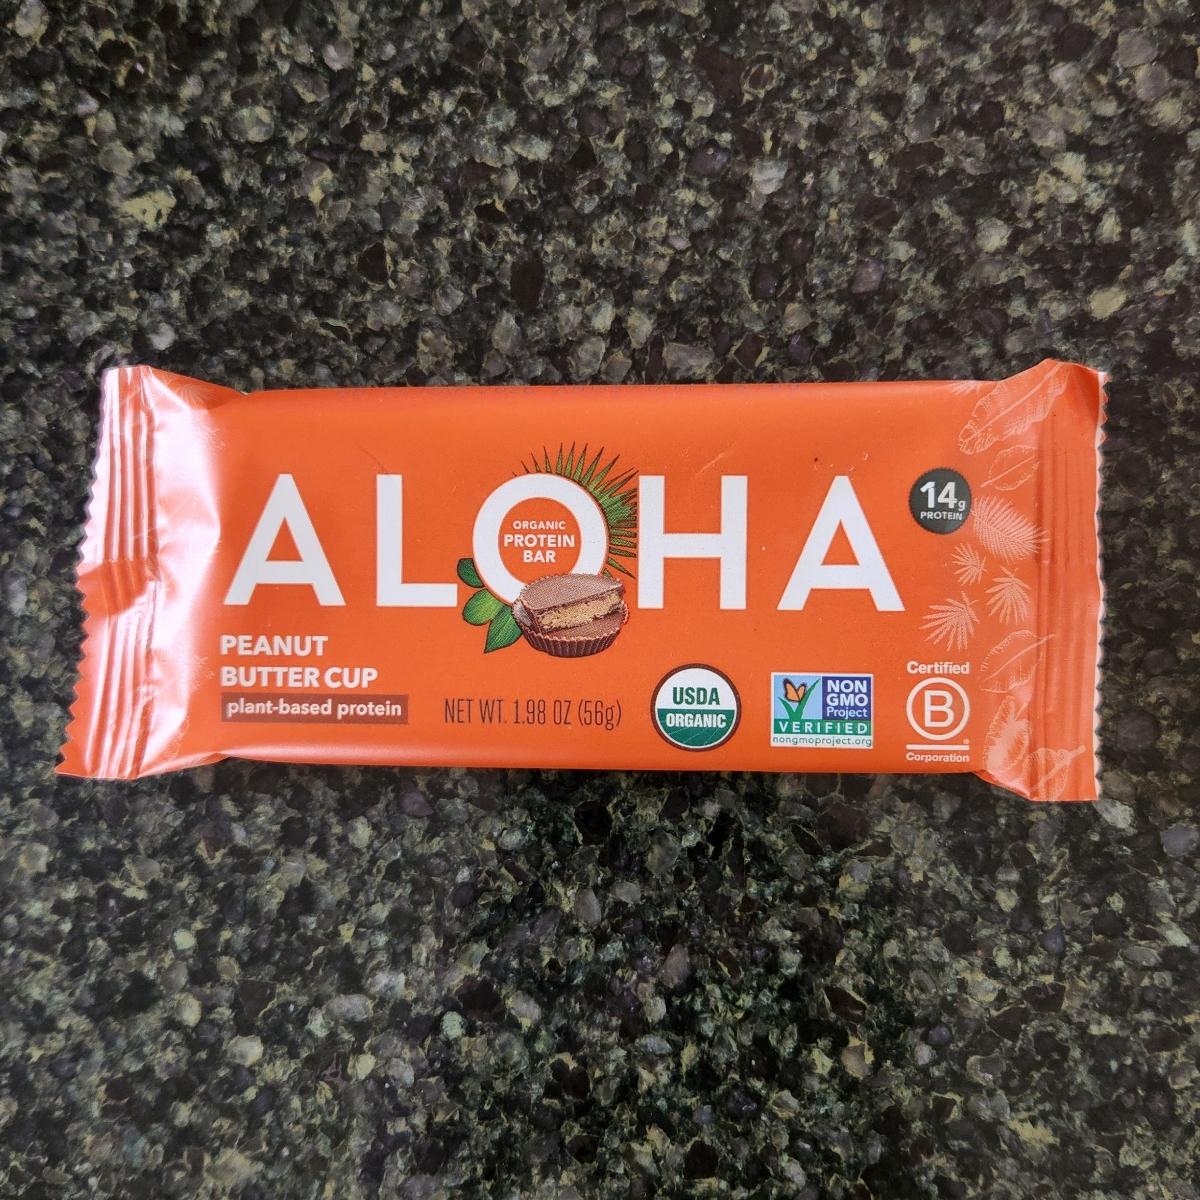 ALOHA
ORGANIC
PROTEIN
BAR
14g
PROTEIN
PEANUT
BUTTER CUP
plant-based protein
NET WT. 1.98 OZ (56g)
USDA
ORGANIC
NON
GMO
Project
VERIFIED
nongmoproject.org
Certified
B
®
Corporation